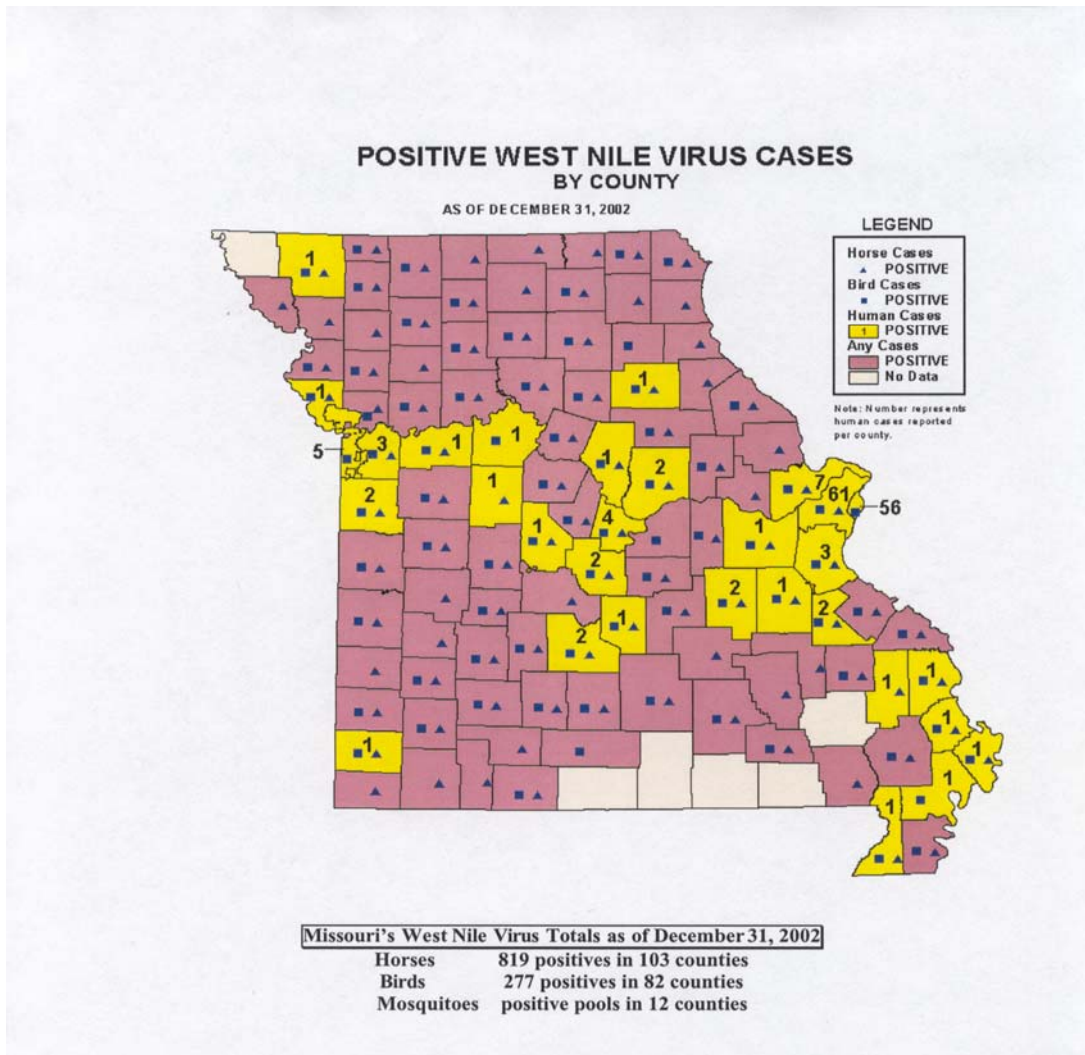 POSITIVE WEST NILE VIRUS CASES
BY COUNTY
AS OF DECEMBER 31, 2002
LEGEND
Horse Cases
POSITIVE
Bird Cases
POSITIVE
Human Cases
1 POSITIVE
Any Cases
POSITIVE
No Data
Note: Number represents
human cases reported
per county.
1
1
1
5
3
1
1
1
2
2
1
7
61
56
1
4
1
3
2
2
1
2
1
2
1
1
1
1
1
1
1
Missouri's West Nile Virus Totals as of December 31, 2002
Horses 819 positives in 103 counties
Birds 277 positives in 82 counties
Mosquitoes positive pools in 12 counties